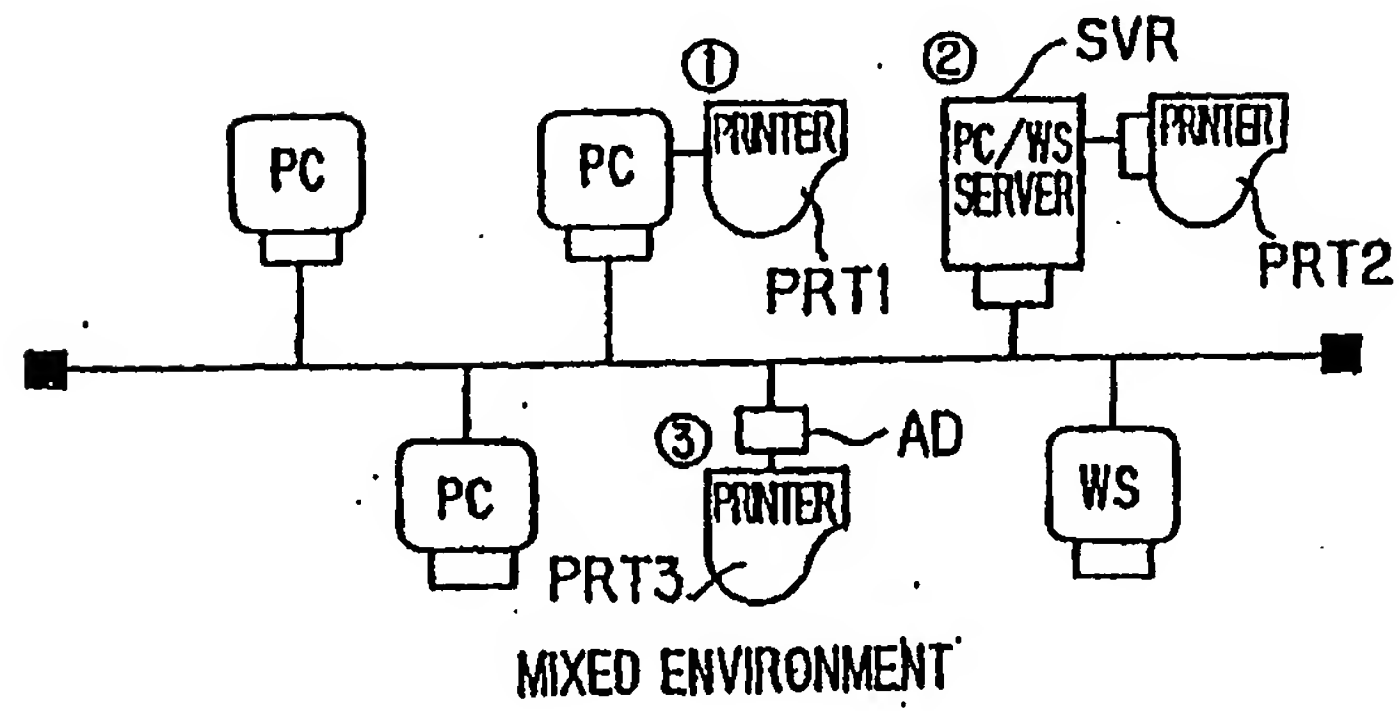 ① ② SVR
PC PC PRINTER PC/WS
SERVER PRINTER
PRT1 PRT2
③ AD
PC PRINTER WS
PRT3
MIXED ENVIRONMENT